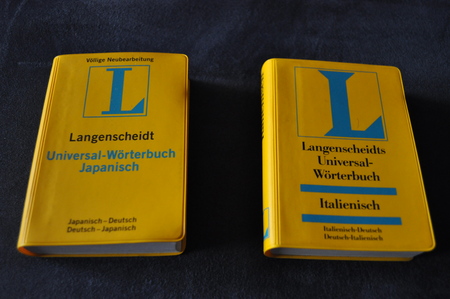 Völlige Neubearbeitung
L
Langenscheidt
Universal-Wörterbuch
Japanisch
Japanisch – Deutsch
Deutsch – Japanisch
L
Langenscheidts
Universal-
Wörterbuch
Italienisch
Italienisch-Deutsch
Deutsch-Italienisch